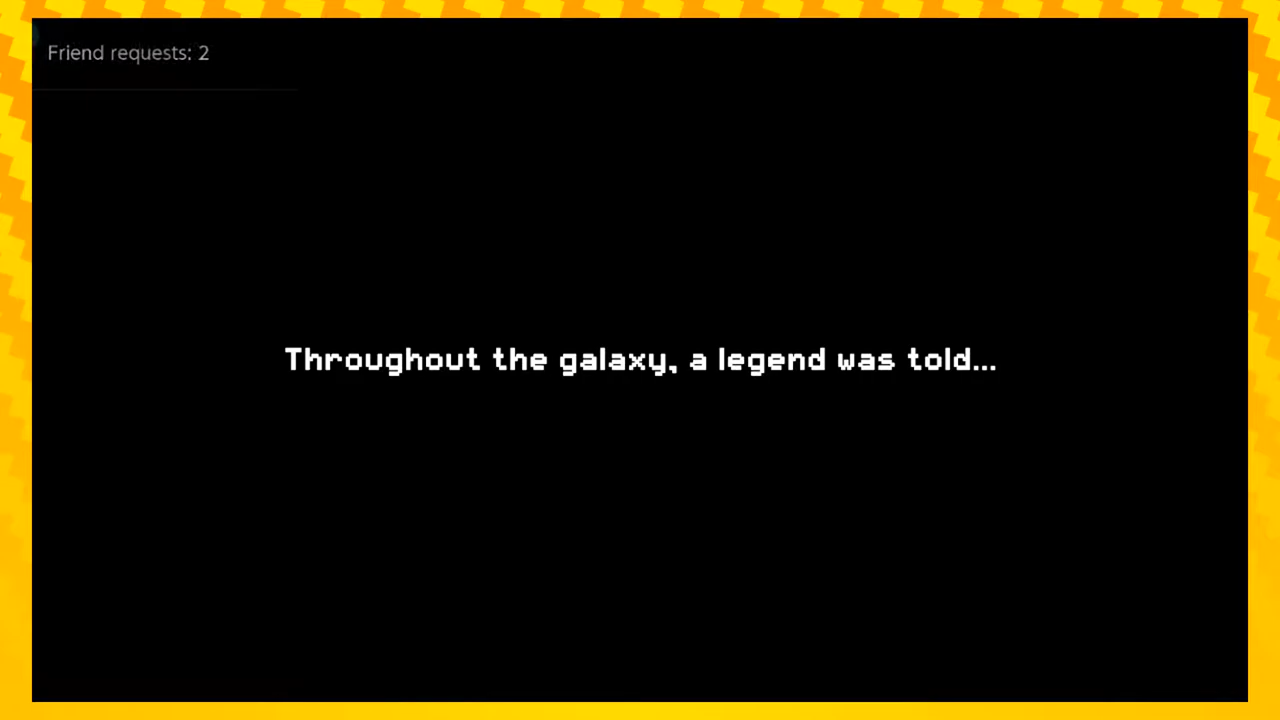 Friend requests: 2
Throughout the galaxy, a legend was told...